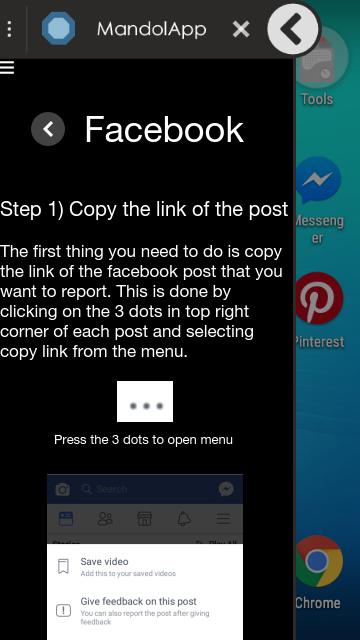 MandolApp
Tools
Facebook
Step 1) Copy the link of the post
The first thing you need to do is copy
the link of the facebook post that you
want to report. This is done by
clicking on the 3 dots in top right
corner of each post and selecting
copy link from the menu.
Messeng
er
Pinterest
Press the 3 dots to open menu
Search
Stories
Play All
Save video
Add this to your saved videos
Give feedback on this post
You can also report the post after giving
feedback
Chrome